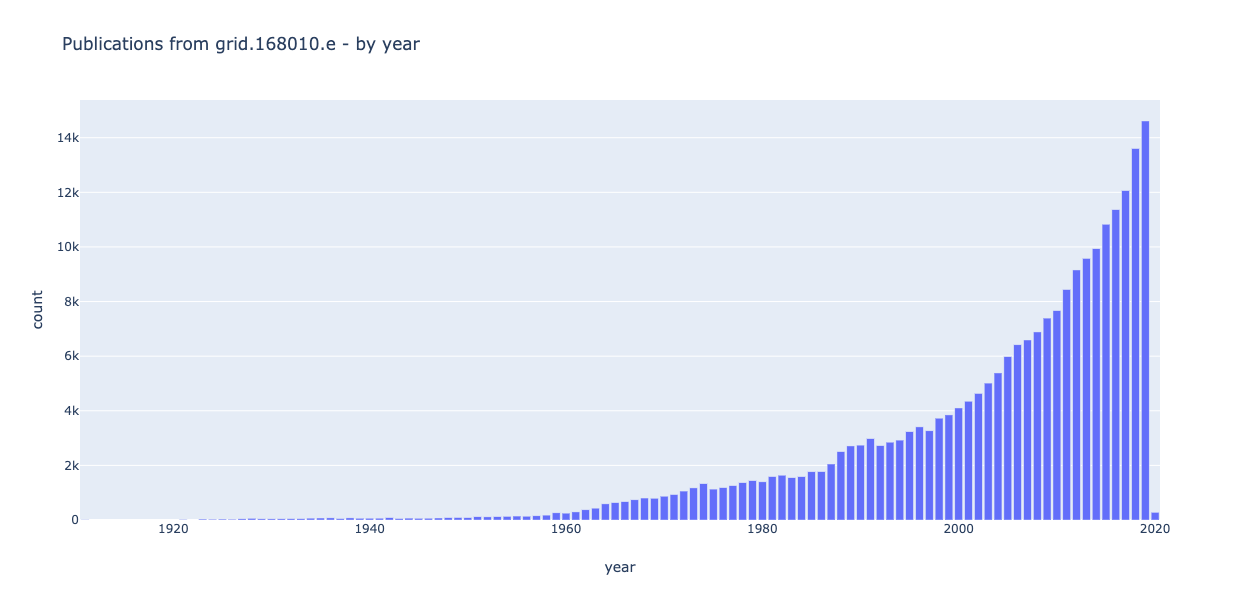 Publications from grid.168010.e - by year
14k
12k
10k
8k
6k
4k
2k
0
count
1920 1940 1960 1980 2000 2020
year